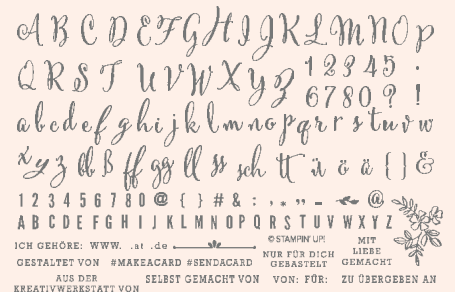 A B C D E F G H I J K L M N O P
Q R S T U V W X Y Z 1 2 3 4 5 .
6 7 8 0 ? !
a b c d e f g h i j k l m n o p q r r s t u v w
x y z ß ff gg ll ss sch tt ä ö ä { } &
1 2 3 4 5 6 7 8 0 @ { } # & : , • „ – @
A B C D E F G H I J K L M N O P Q R S T U V W X Y Z
ICH GEHÖRE: WWW. .at .de
© STAMPIN' UP!
MIT
LIEBE
GEMACHT
GESTALTET VON #MAKEACARD #SENDACARD
NUR FÜR DICH
GEBASTELT
AUS DER
KREATIVWERKSTATT VON
SELBST GEMACHT VON
VON: FÜR:
ZU ÜBERGEBEN AN